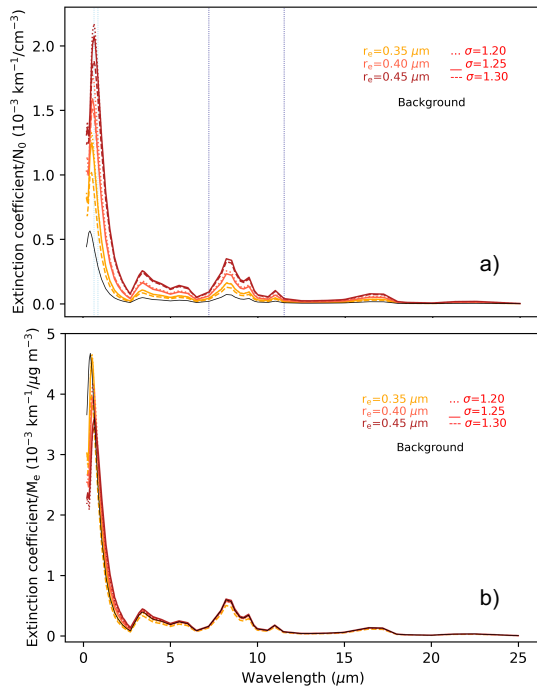 Extinction coefficient/N₀ (10⁻³ km⁻¹/cm⁻³)
2.0
1.5
1.0
0.5
0.0
rₑ=0.35 μm ... σ=1.20
rₑ=0.40 μm — σ=1.25
rₑ=0.45 μm --- σ=1.30
Background
a)
Extinction coefficient/Mₑ (10⁻³ km⁻¹/μg m⁻³)
5
4
3
2
1
0
rₑ=0.35 μm ... σ=1.20
rₑ=0.40 μm — σ=1.25
rₑ=0.45 μm --- σ=1.30
Background
b)
0 5 10 15 20 25
Wavelength (μm)